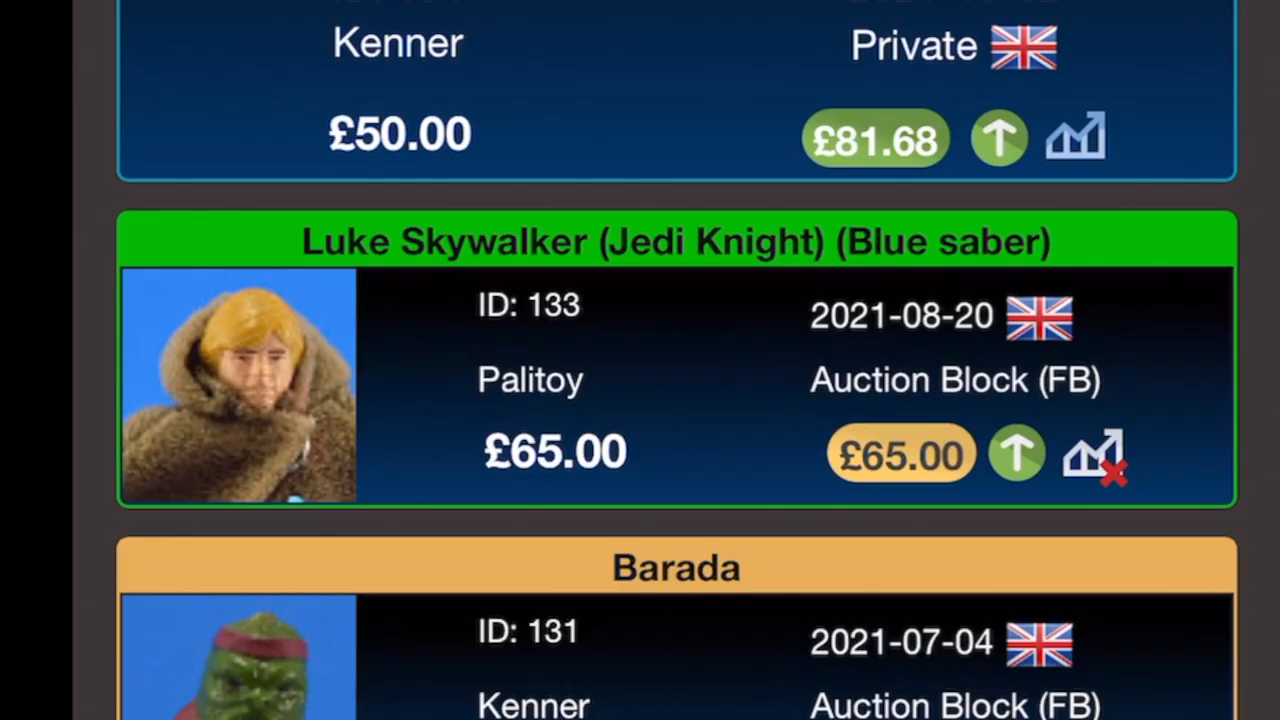 Kenner
Private
£50.00
£81.68
Luke Skywalker (Jedi Knight) (Blue saber)
ID: 133
2021-08-20
Palitoy
Auction Block (FB)
£65.00
£65.00
Barada
ID: 131
2021-07-04
Kenner
Auction Block (FB)